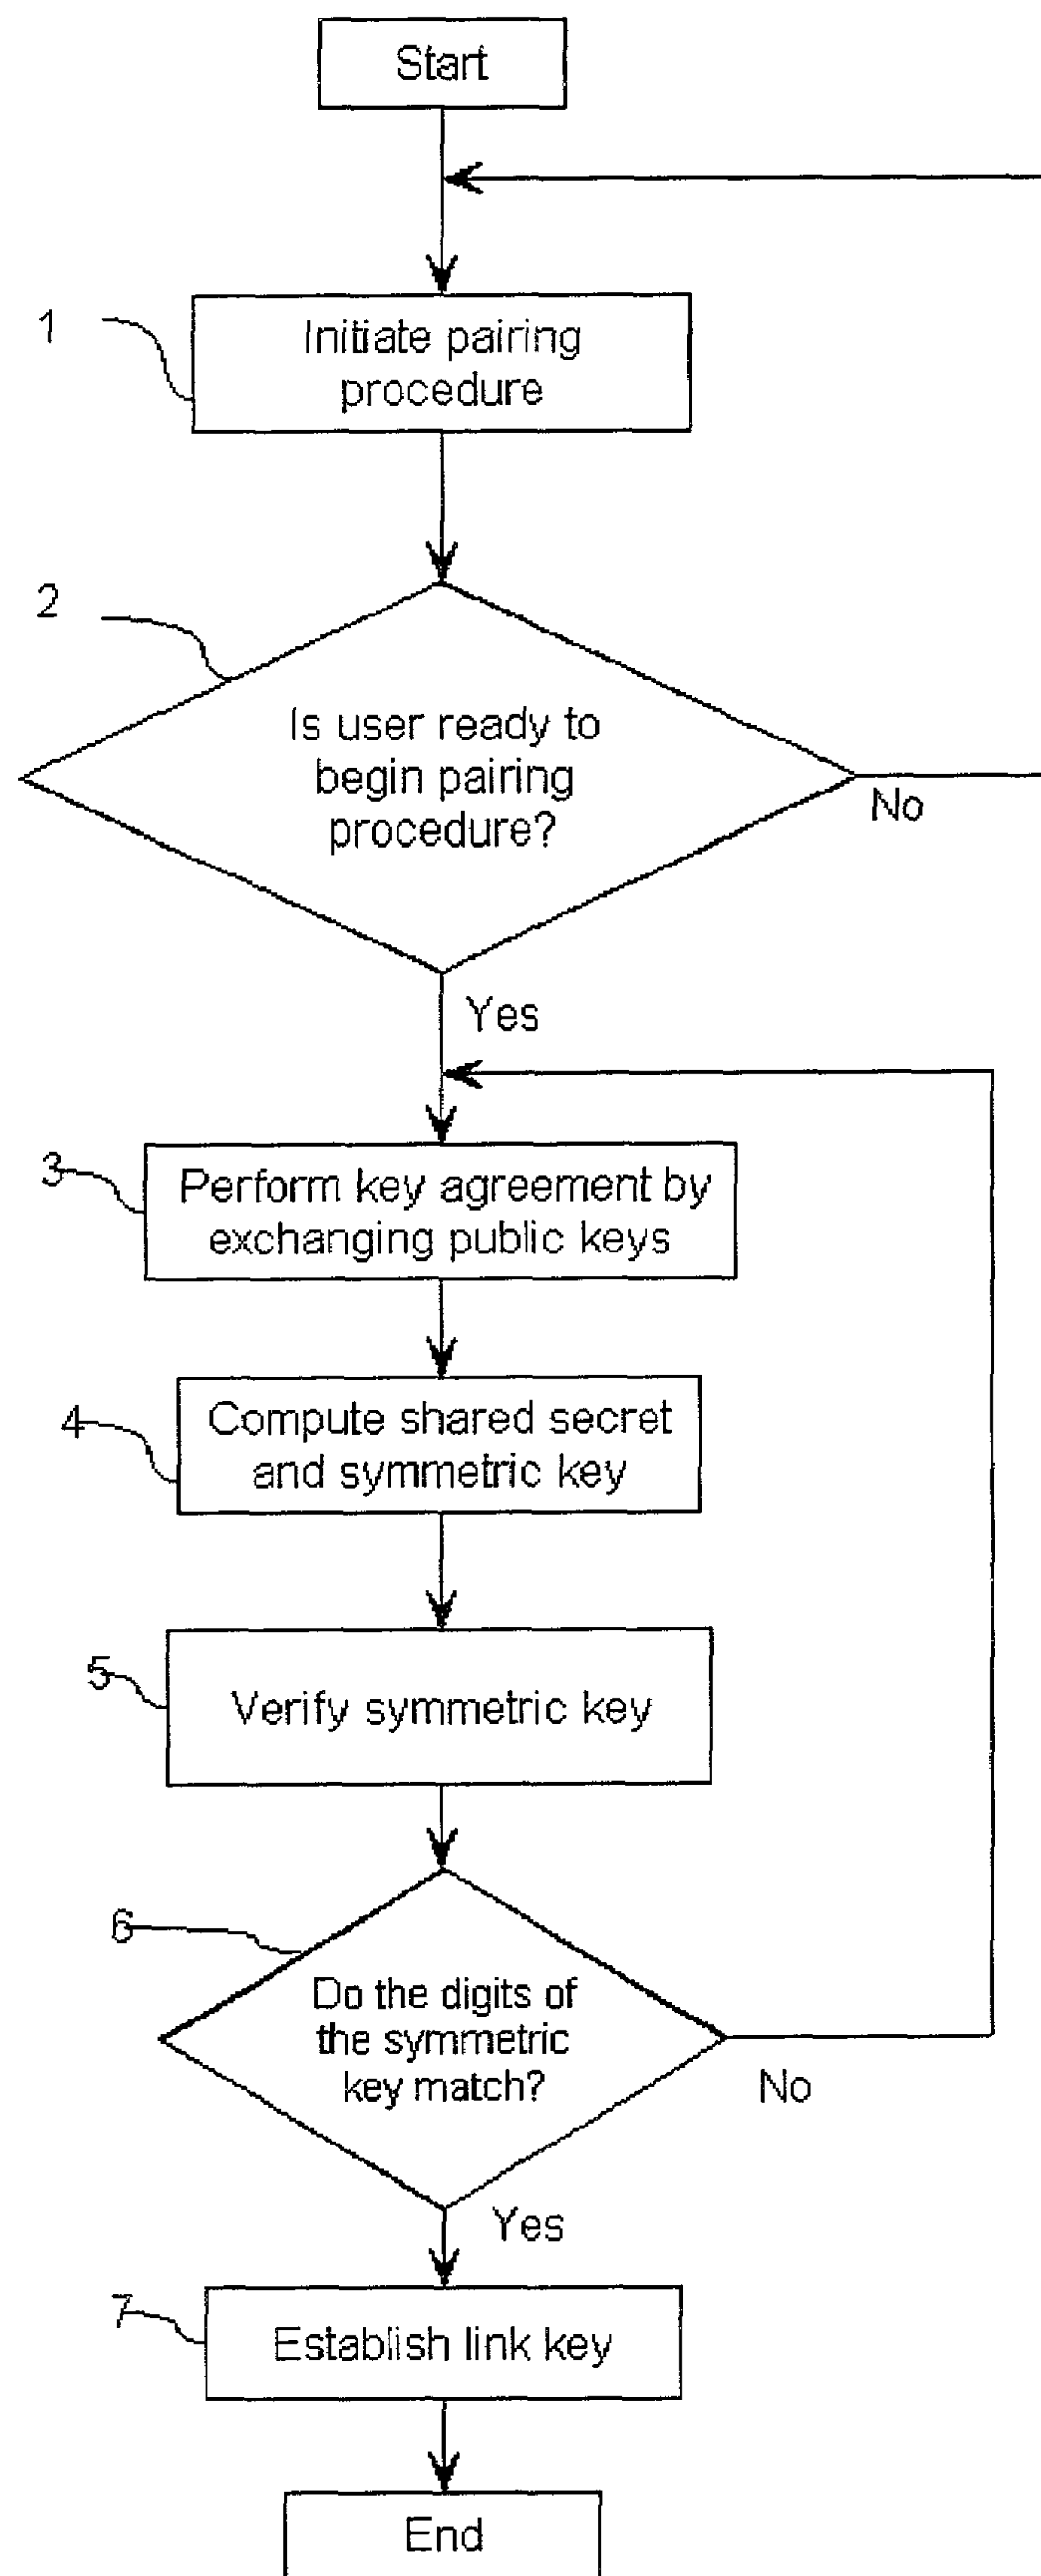 Start
1
Initiate pairing
procedure
2
Is user ready to
begin pairing
procedure?
No
Yes
3
Perform key agreement by
exchanging public keys
4
Compute shared secret
and symmetric key
5
Verify symmetric key
6
Do the digits of
the symmetric
key match?
No
Yes
7
Establish link key
End